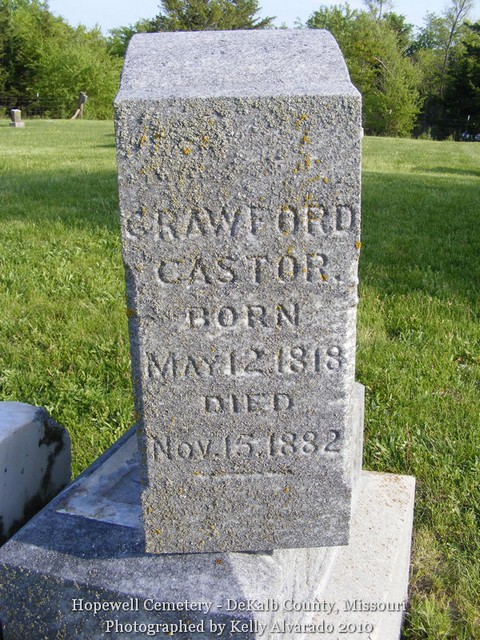 CRAWFORD
CASTOR.
BORN
MAY.12.1818
DIED
NOV.15.1882
Hopewell Cemetery - DeKalb County, Missouri
Photographed by Kelly Alvarado 2010